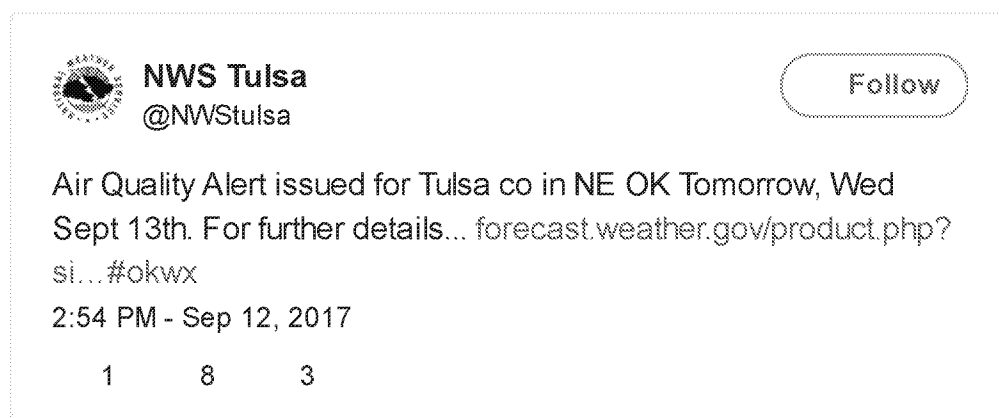 NWS Tulsa
Follow
@NWStulsa
Air Quality Alert issued for Tulsa co in NE OK Tomorrow, Wed
Sept 13th. For further details... forecast.weather.gov/product.php?
si...#okwx
2:54 PM - Sep 12, 2017
1 8 3